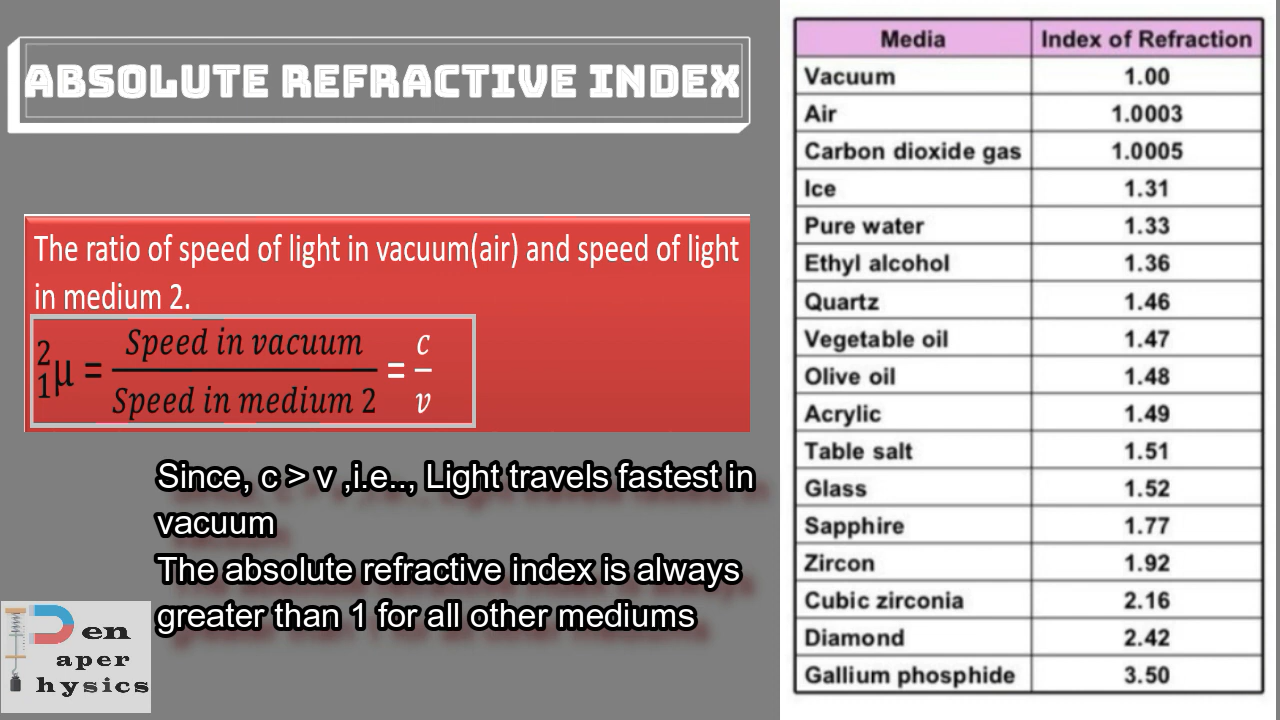 ABSOLUTE REFRACTIVE INDEX
The ratio of speed of light in vacuum(air) and speed of light
in medium 2.
²₁μ = Speed in vacuum / Speed in medium 2 = c / v
Since, c > v ,i.e.., Light travels fastest in
vacuum
The absolute refractive index is always
greater than 1 for all other mediums
Pen
aper
hysics
Media Index of Refraction
Vacuum 1.00
Air 1.0003
Carbon dioxide gas 1.0005
Ice 1.31
Pure water 1.33
Ethyl alcohol 1.36
Quartz 1.46
Vegetable oil 1.47
Olive oil 1.48
Acrylic 1.49
Table salt 1.51
Glass 1.52
Sapphire 1.77
Zircon 1.92
Cubic zirconia 2.16
Diamond 2.42
Gallium phosphide 3.50